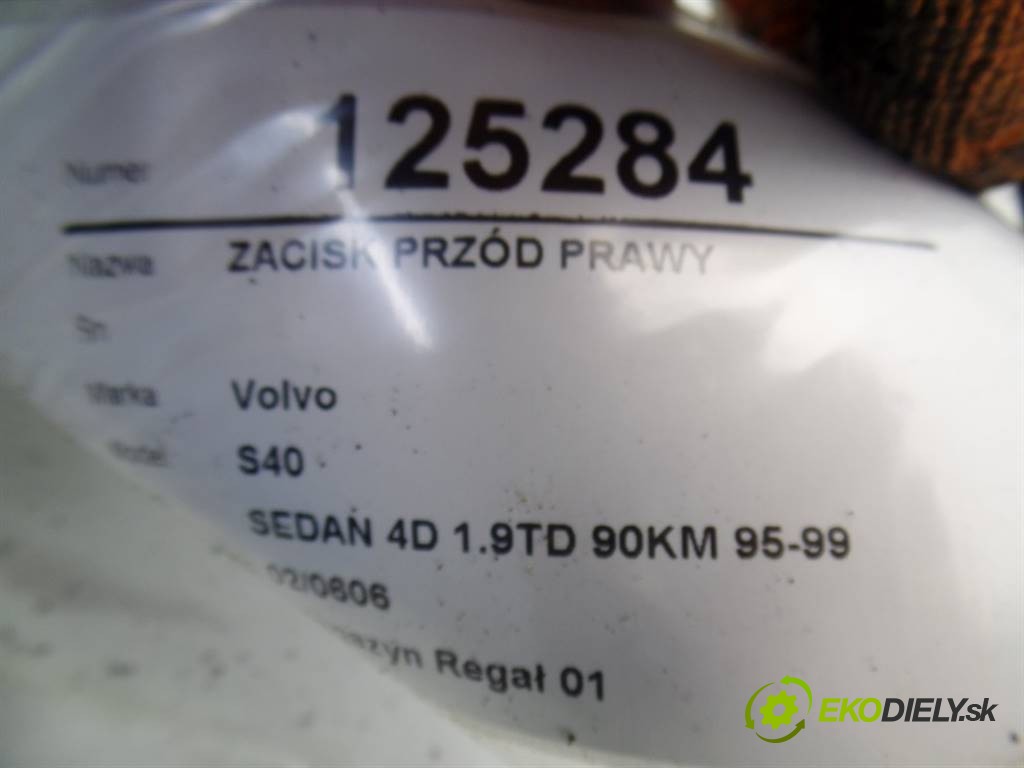 Numer 125284
Nazwa ZACISK PRZÓD PRAWY
Sn
Marka Volvo
Model S40
SEDAN 4D 1.9TD 90KM 95-99
02/0606
Regał 01
EKODIELY.sk